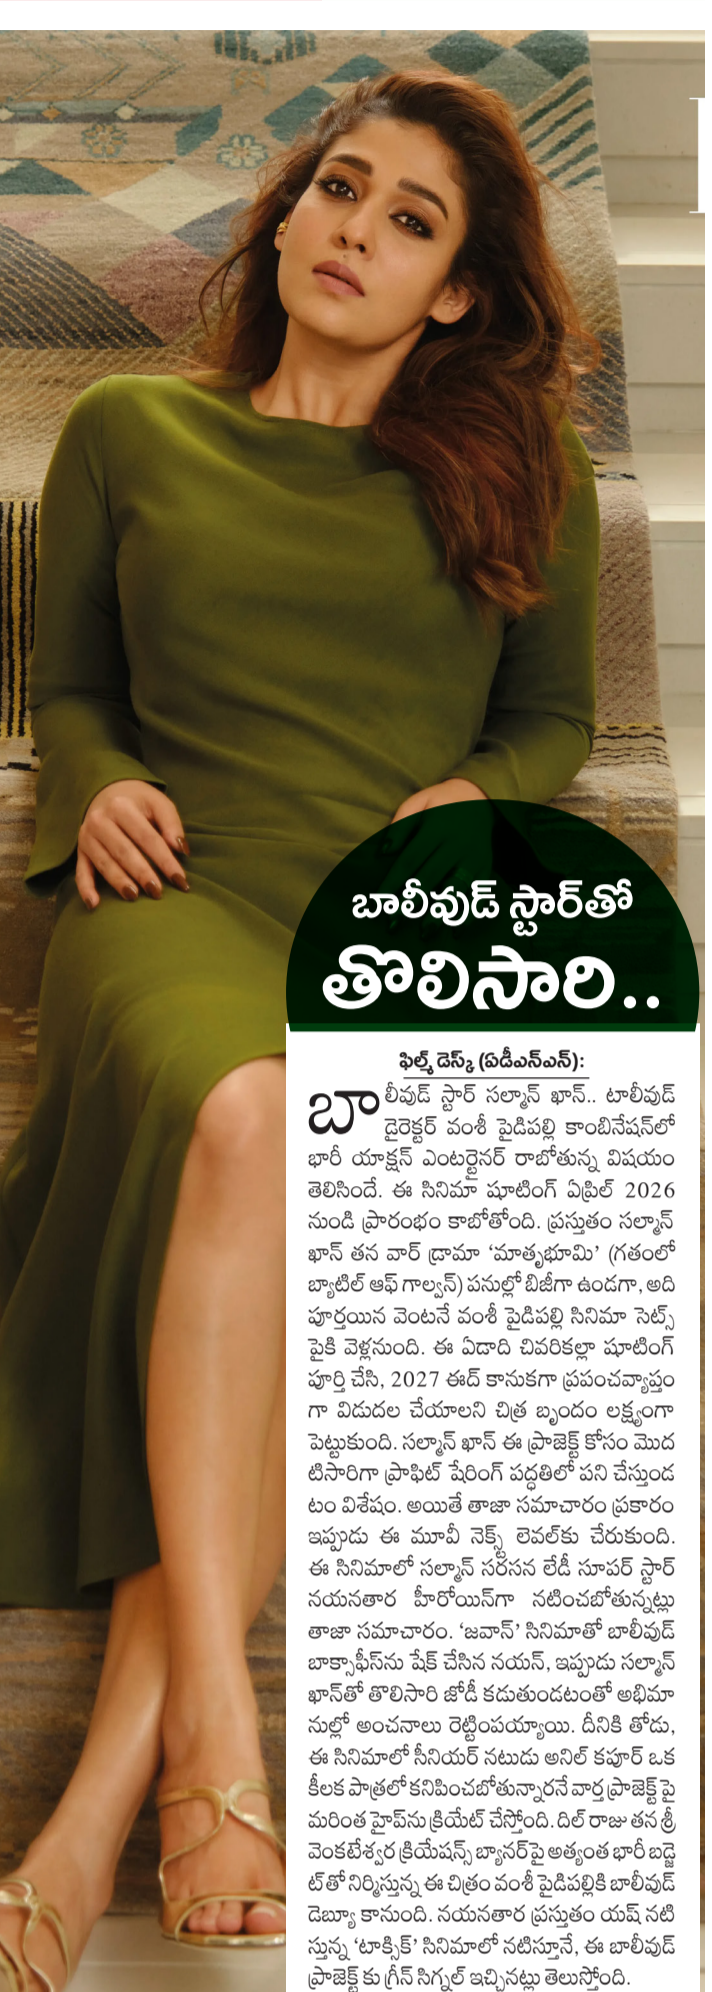 బాలీవుడ్ స్టార్‌తో
తొలిసారి..
ఫిల్మ్ డెస్క్ (ఏడీఎన్ఎన్):
బాలీవుడ్ స్టార్ సల్మాన్ ఖాన్.. టాలీవుడ్
డైరెక్టర్ వంశీ పైడిపల్లి కాంబినేషన్‌లో
భారీ యాక్షన్ ఎంటర్టైనర్ రాబోతున్న విషయం
తెలిసిందే. ఈ సినిమా షూటింగ్ ఏప్రిల్ 2026
నుండి ప్రారంభం కాబోతోంది. ప్రస్తుతం సల్మాన్
ఖాన్ తన వార్ డ్రామా ‘మాతృభూమి’ (గతంలో
బ్యాటిల్ ఆఫ్ గాల్వన్) పనుల్లో బిజీగా ఉండగా, అది
పూర్తయిన వెంటనే వంశీ పైడిపల్లి సినిమా సెట్స్
పైకి వెళ్లనుంది. ఈ ఏడాది చివరికల్లా షూటింగ్
పూర్తి చేసి, 2027 ఈద్ కానుకగా ప్రపంచవ్యాప్తం
గా విడుదల చేయాలని చిత్ర బృందం లక్ష్యంగా
పెట్టుకుంది. సల్మాన్ ఖాన్ ఈ ప్రాజెక్ట్ కోసం మొద
టిసారిగా ప్రాఫిట్ షేరింగ్ పద్ధతిలో పని చేస్తుండ
టం విశేషం. అయితే తాజా సమాచారం ప్రకారం
ఇప్పుడు ఈ మూవీ నెక్స్ట్ లెవల్‌కు చేరుకుంది.
ఈ సినిమాలో సల్మాన్ సరసన లేడీ సూపర్ స్టార్
నయనతార హీరోయిన్‌గా నటించబోతున్నట్లు
తాజా సమాచారం. ‘జవాన్’ సినిమాతో బాలీవుడ్
బాక్సాఫీస్‌ను షేక్ చేసిన నయన్, ఇప్పుడు సల్మాన్
ఖాన్‌తో తొలిసారి జోడీ కడుతుండటంతో అభిమా
నుల్లో అంచనాలు రెట్టింపయ్యాయి. దీనికి తోడు,
ఈ సినిమాలో సీనియర్ నటుడు అనిల్ కపూర్ ఒక
కీలక పాత్రలో కనిపించబోతున్నారనే వార్త ప్రాజెక్ట్‌పై
మరింత హైప్‌ను క్రియేట్ చేస్తోంది. దిల్ రాజు తన శ్రీ
వెంకటేశ్వర క్రియేషన్స్ బ్యానర్‌పై అత్యంత భారీ బడ్జె
ట్‌తో నిర్మిస్తున్న ఈ చిత్రం వంశీ పైడిపల్లికి బాలీవుడ్
డెబ్యూ కానుంది. నయనతార ప్రస్తుతం యష్ నటి
స్తున్న ‘టాక్సిక్’ సినిమాలో నటిస్తూనే, ఈ బాలీవుడ్
ప్రాజెక్ట్ కు గ్రీన్ సిగ్నల్ ఇచ్చినట్లు తెలుస్తోంది.